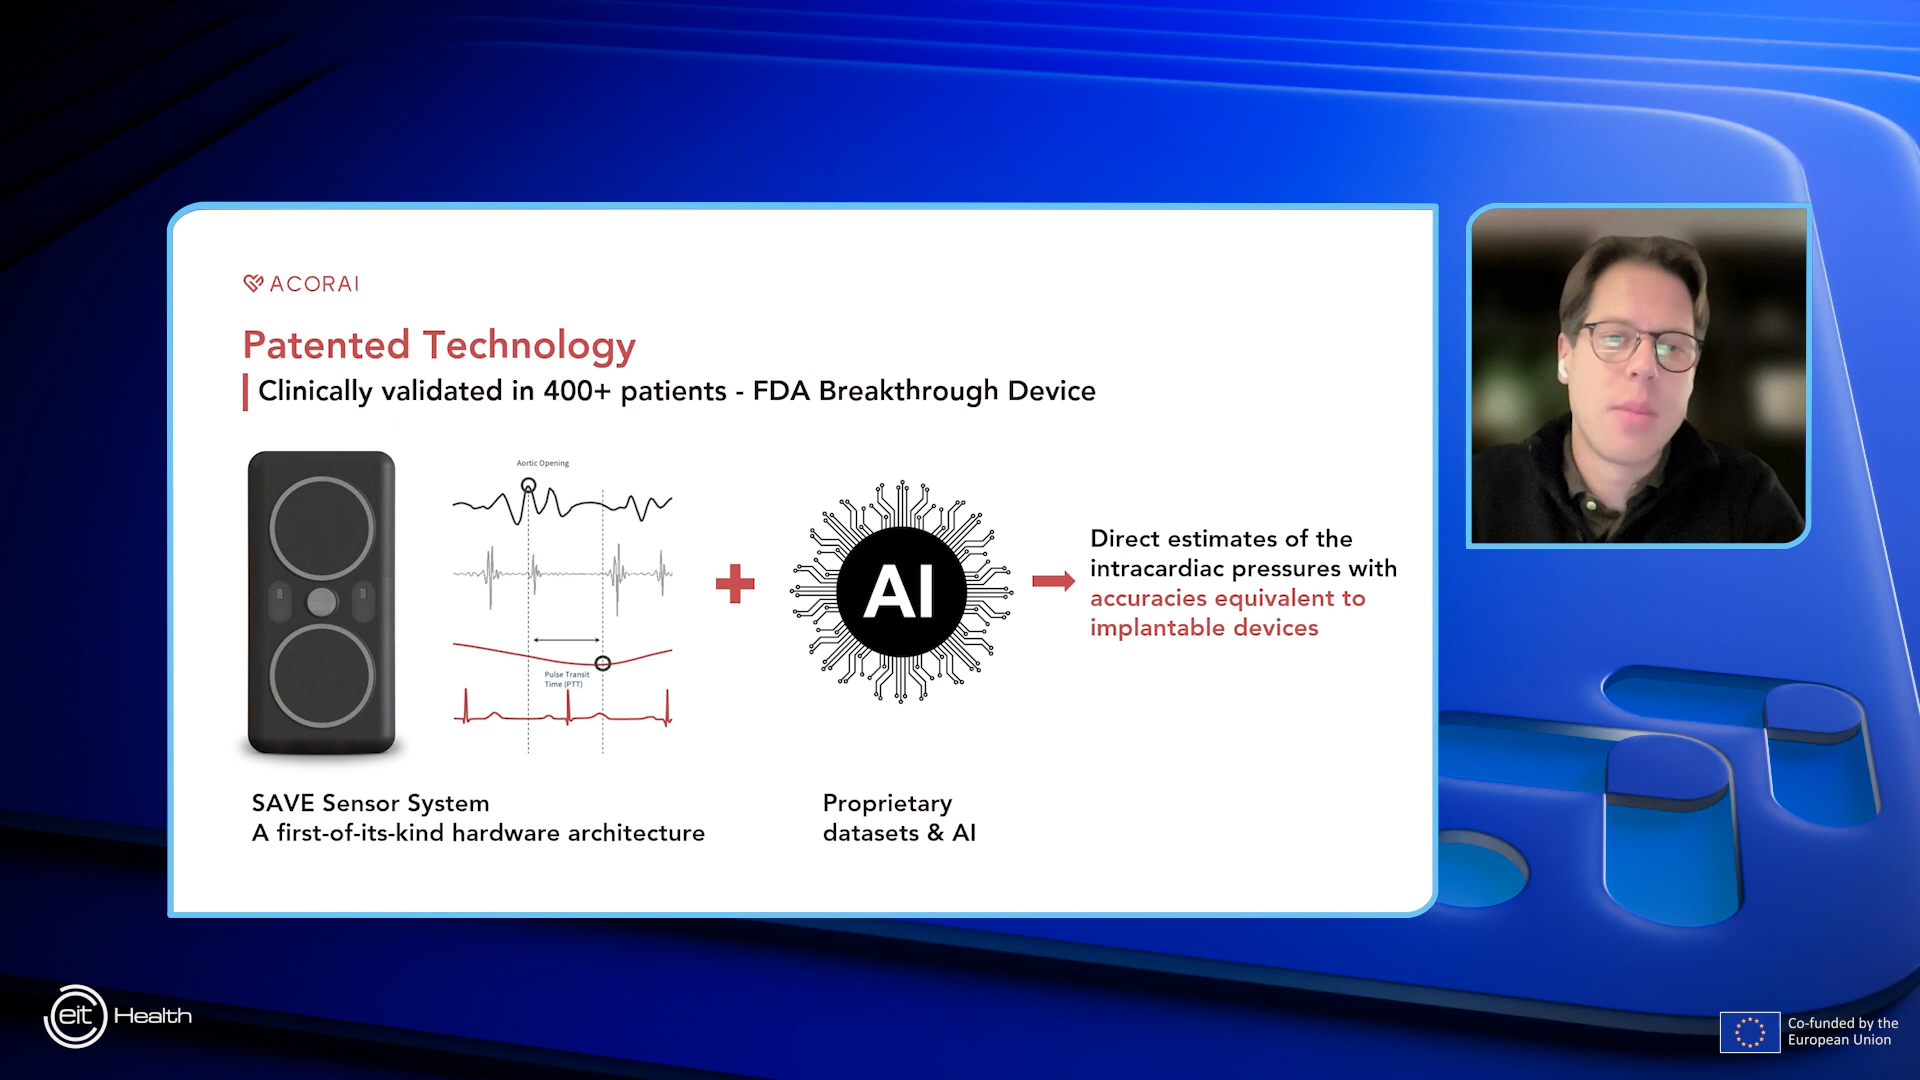 ACORAI
Patented Technology
Clinically validated in 400+ patients - FDA Breakthrough Device
Aortic Opening
Pulse Transit
Time (PTT)
AI
Direct estimates of the
intracardiac pressures with
accuracies equivalent to
implantable devices
SAVE Sensor System
A first-of-its-kind hardware architecture
Proprietary
datasets & AI
eit Health
Co-funded by the
European Union